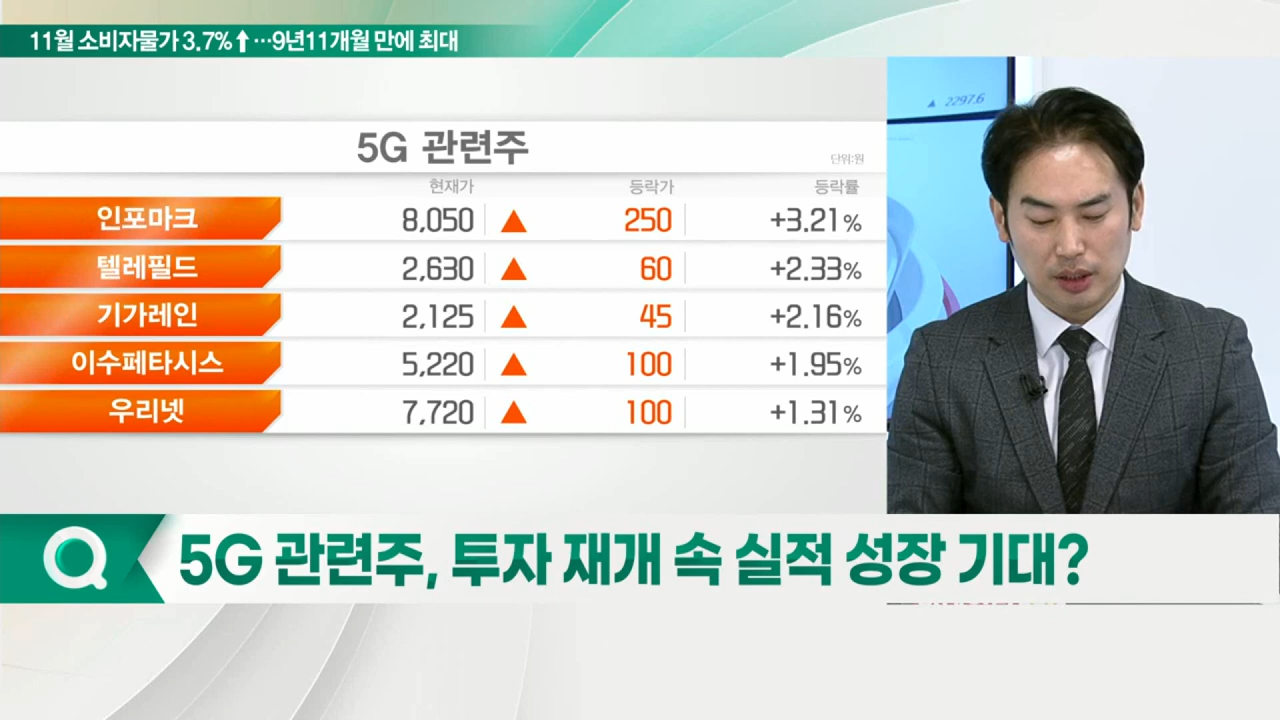 11월 소비자물가 3.7%↑…9년11개월 만에 최대
▲ 2297.6
5G 관련주
단위:원
현재가 등락가 등락률
인포마크 8,050 ▲ 250 +3.21%
텔레필드 2,630 ▲ 60 +2.33%
기가레인 2,125 ▲ 45 +2.16%
이수페타시스 5,220 ▲ 100 +1.95%
우리넷 7,720 ▲ 100 +1.31%
Q 5G 관련주, 투자 재개 속 실적 성장 기대?